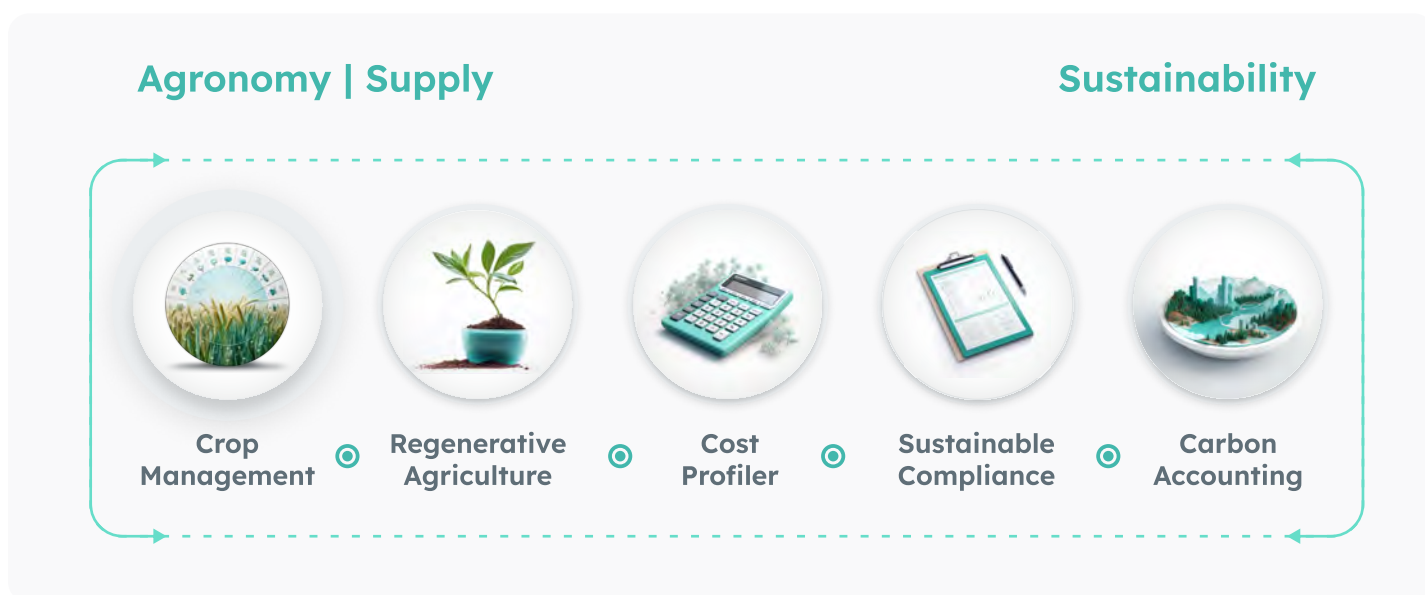 Agronomy | Supply
Sustainability
Crop
Management
Regenerative
Agriculture
Cost
Profiler
Sustainable
Compliance
Carbon
Accounting